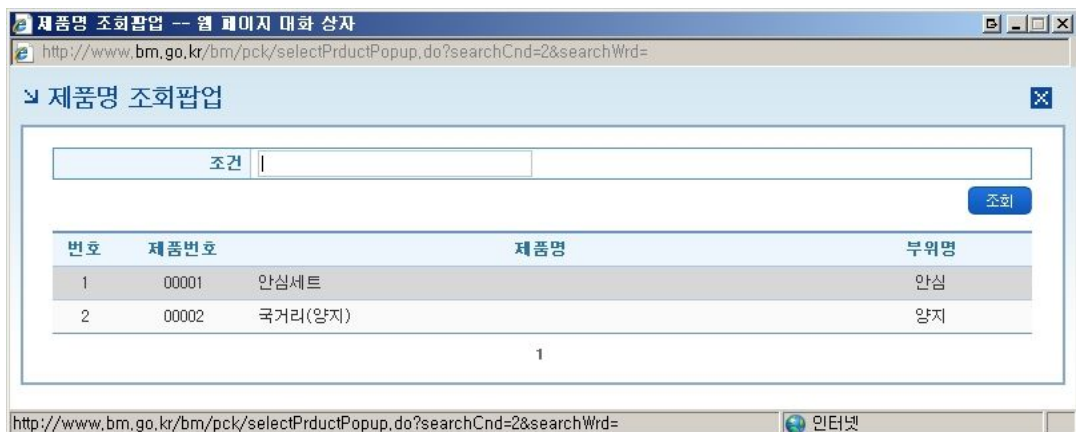 제품명 조회팝업 -- 웹 페이지 대화 상자
http://www.bm.go.kr/bm/pck/selectPrductPopup.do?searchCnd=2&searchWrd=
제품명 조회팝업
조건
조회
번호 제품번호 제품명 부위명
1 00001 안심세트 안심
2 00002 국거리(양지) 양지
1
http://www.bm.go.kr/bm/pck/selectPrductPopup.do?searchCnd=2&searchWrd= 인터넷